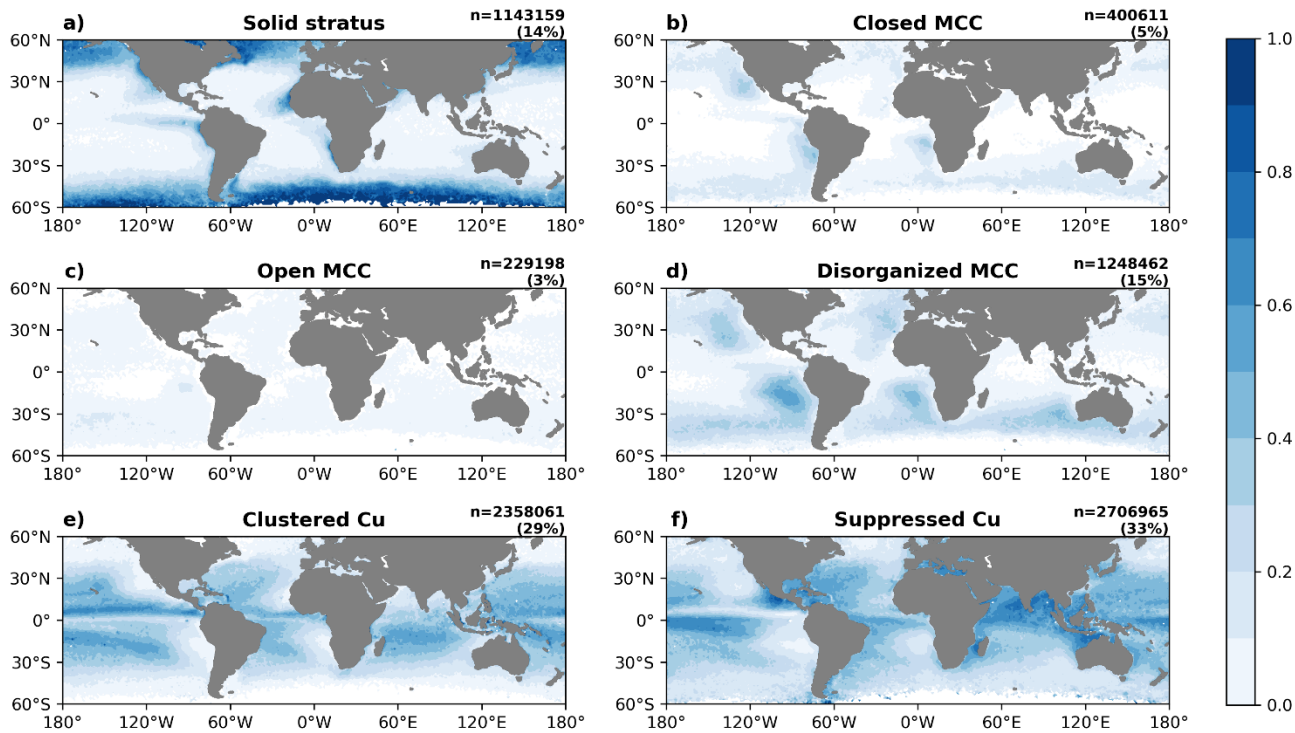 a) Solid stratus n=1143159
(14%)
60°N
30°N
0°
30°S
60°S
180° 120°W 60°W 0°W 60°E 120°E 180°
b) Closed MCC n=400611
(5%)
60°N
30°N
0°
30°S
60°S
180° 120°W 60°W 0°W 60°E 120°E 180°
c) Open MCC n=229198
(3%)
60°N
30°N
0°
30°S
60°S
180° 120°W 60°W 0°W 60°E 120°E 180°
d) Disorganized MCC n=1248462
(15%)
60°N
30°N
0°
30°S
60°S
180° 120°W 60°W 0°W 60°E 120°E 180°
e) Clustered Cu n=2358061
(29%)
60°N
30°N
0°
30°S
60°S
180° 120°W 60°W 0°W 60°E 120°E 180°
f) Suppressed Cu n=2706965
(33%)
60°N
30°N
0°
30°S
60°S
180° 120°W 60°W 0°W 60°E 120°E 180°
1.0
0.8
0.6
0.4
0.2
0.0